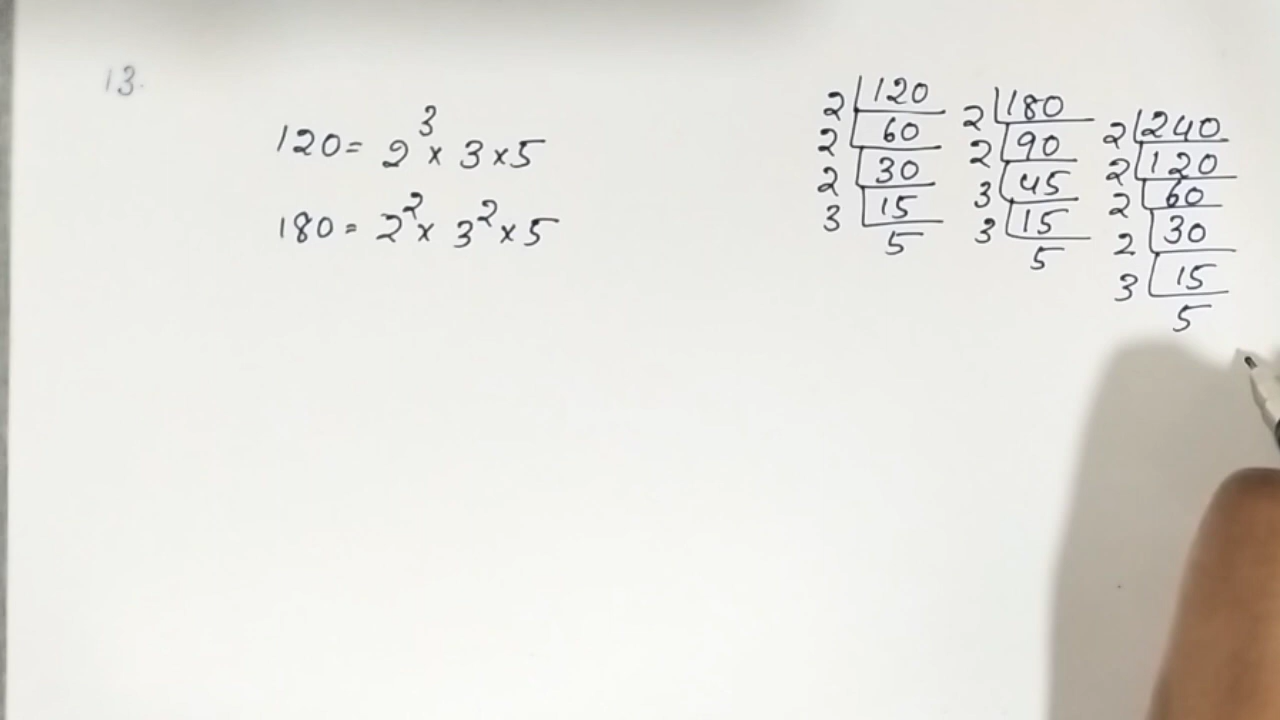 13.
120 = 2³ × 3 × 5
180 = 2² × 3² × 5
2 | 120
2 | 60
2 | 30
3 | 15
5
2 | 180
2 | 90
3 | 45
3 | 15
5
2 | 240
2 | 120
2 | 60
2 | 30
3 | 15
5